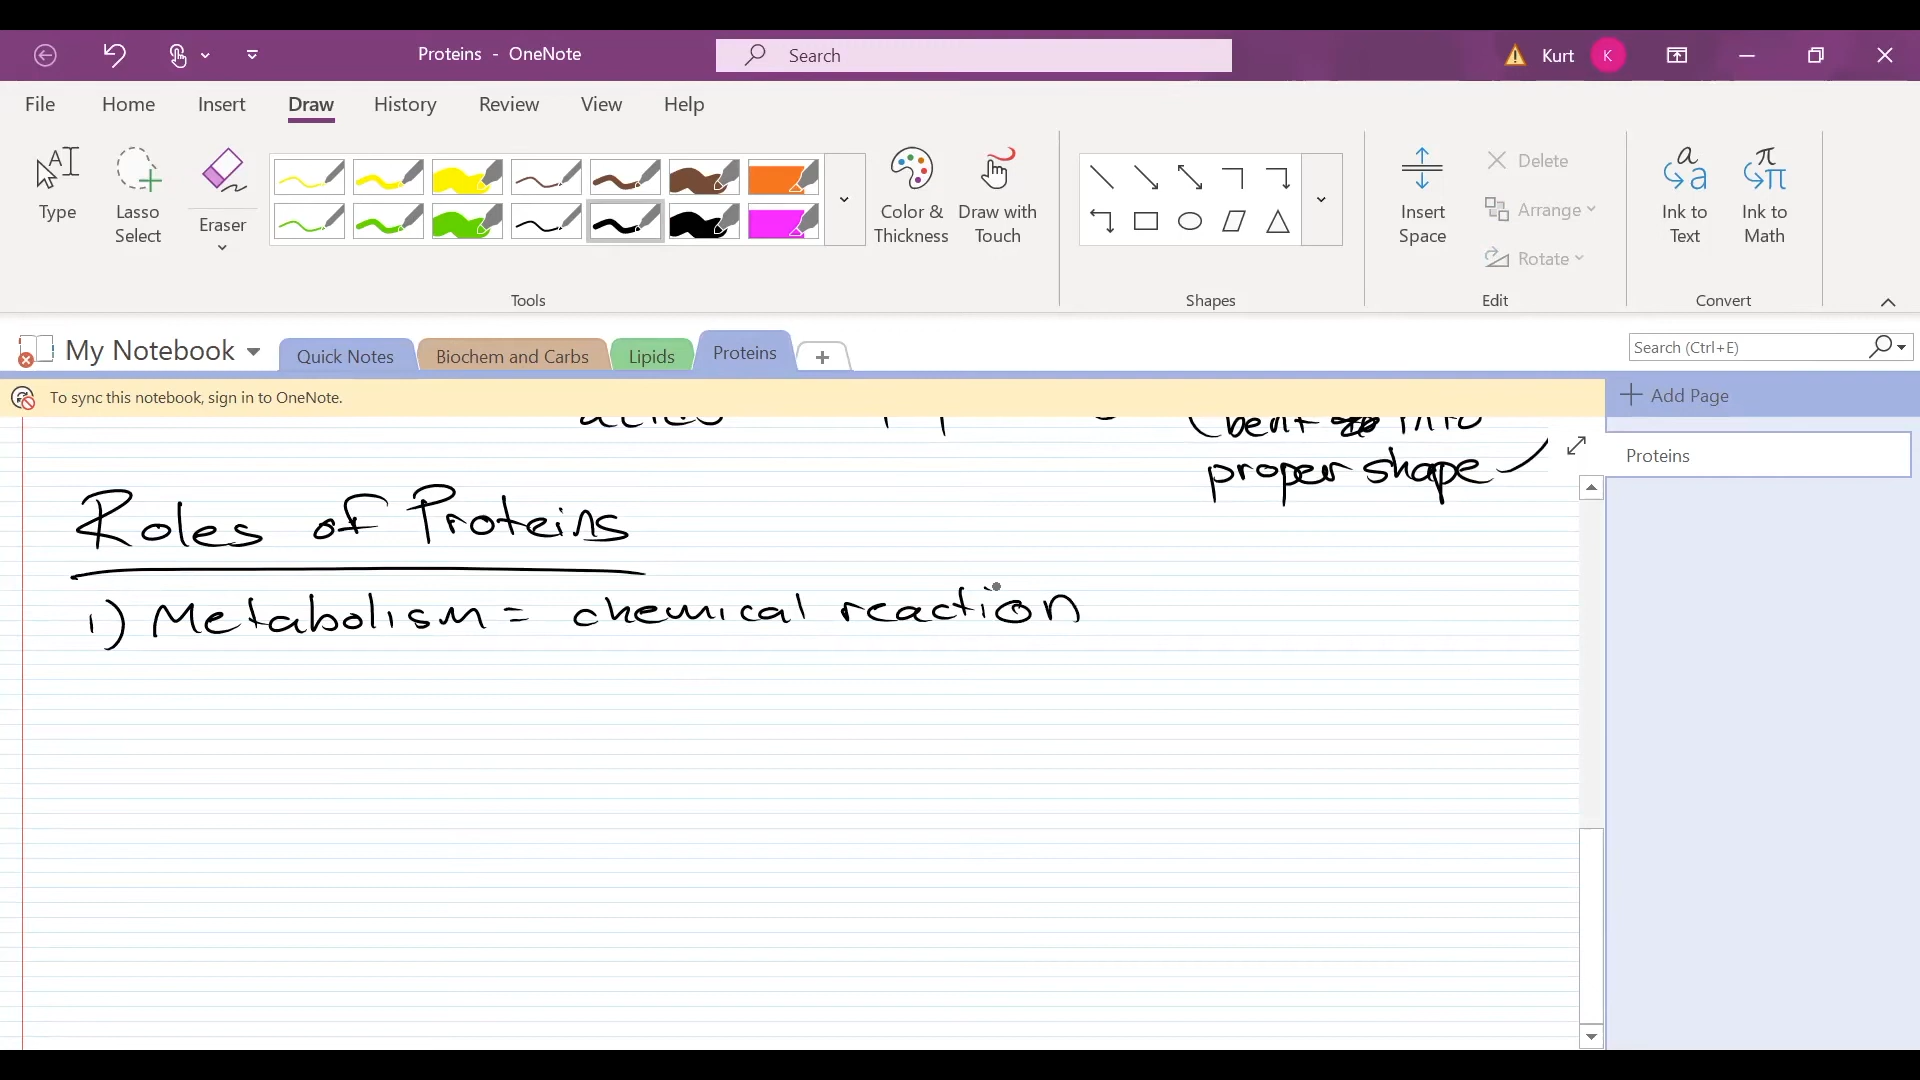 Proteins - OneNote
Search
Kurt
K
File Home Insert Draw History Review View Help
Type
Lasso Select
Eraser
Color & Thickness
Draw with Touch
Insert Space
Delete
Arrange
Rotate
Ink to Text
Ink to Math
Tools
Shapes
Edit
Convert
My Notebook
Quick Notes
Biochem and Carbs
Lipids
Proteins
Search (Ctrl+E)
To sync this notebook, sign in to OneNote.
Add Page
Proteins
acids
(bent into
proper shape
Roles of Proteins
1) Metabolism = chemical reaction